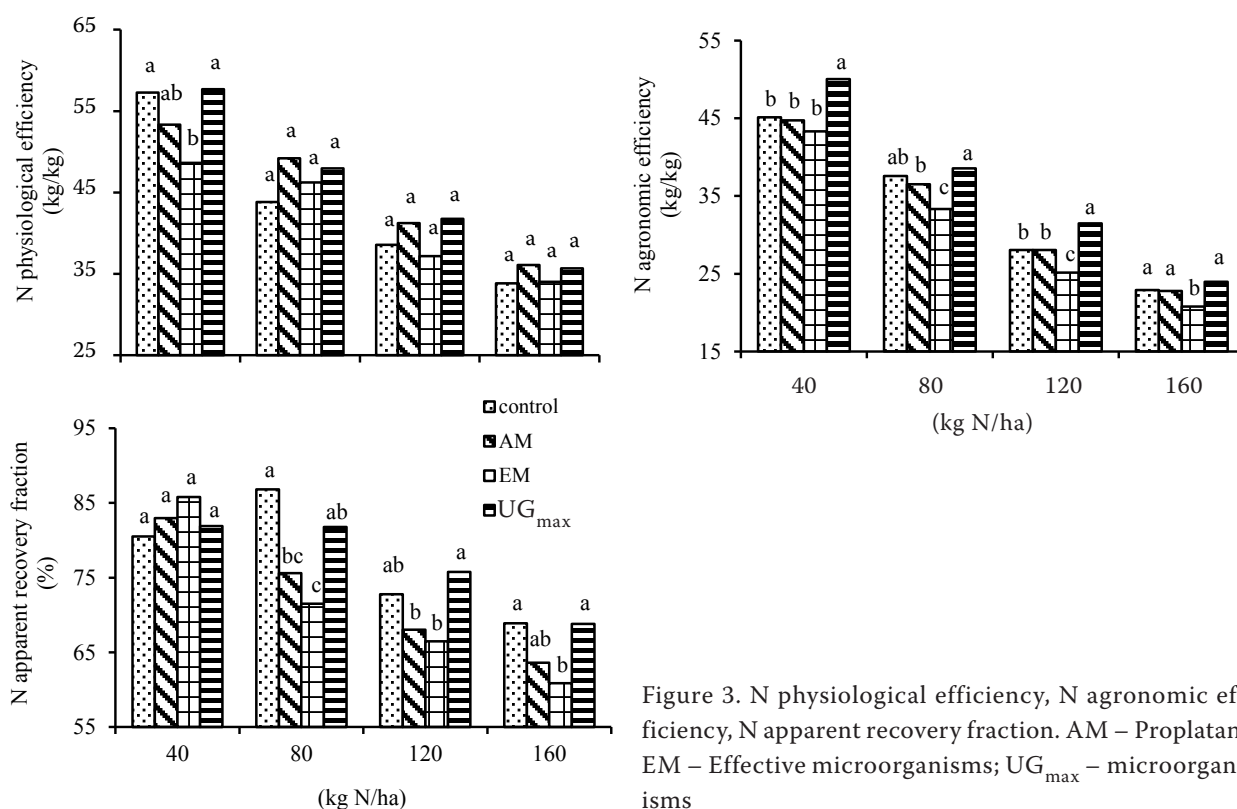 65
55
45
35
25
N physiological efficiency
(kg/kg)
a
ab
b
a
a
a
a
a
a
a
a
a
a
a
a
a
55
45
35
25
15
N agronomic efficiency
(kg/kg)
b
b
b
a
ab
b
c
a
b
b
c
a
a
a
b
a
40
80
120
160
(kg N/ha)
95
85
75
65
55
N apparent recovery fraction
(%)
a
a
a
a
a
bc
c
ab
ab
b
b
a
a
ab
b
a
control
AM
EM
UGmax
40
80
120
160
(kg N/ha)
Figure 3. N physiological efficiency, N agronomic ef
ficiency, N apparent recovery fraction. AM – Proplatan
EM – Effective microorganisms; UGmax – microorgan
isms